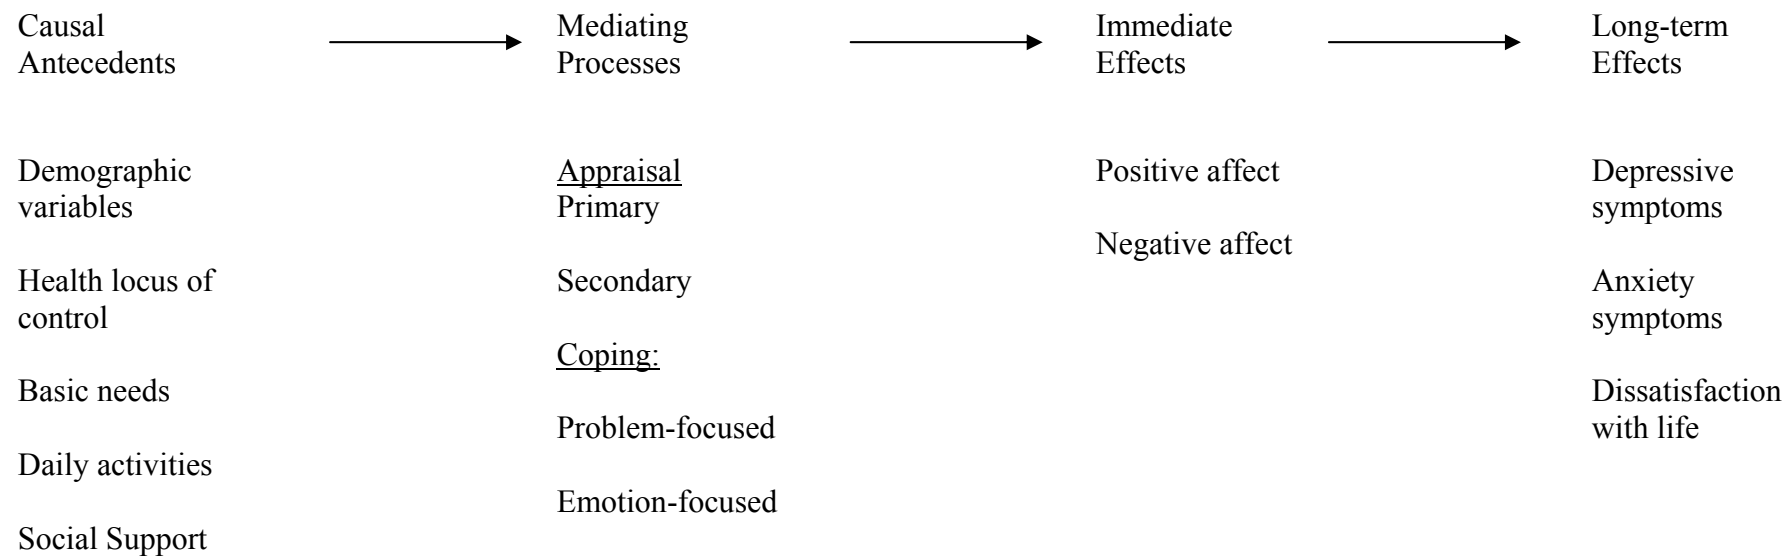 Causal
Antecedents
Mediating
Processes
Immediate
Effects
Long-term
Effects
Demographic
variables
Health locus of
control
Basic needs
Daily activities
Social Support
Appraisal
Primary
Secondary
Coping:
Problem-focused
Emotion-focused
Positive affect
Negative affect
Depressive
symptoms
Anxiety
symptoms
Dissatisfaction
with life